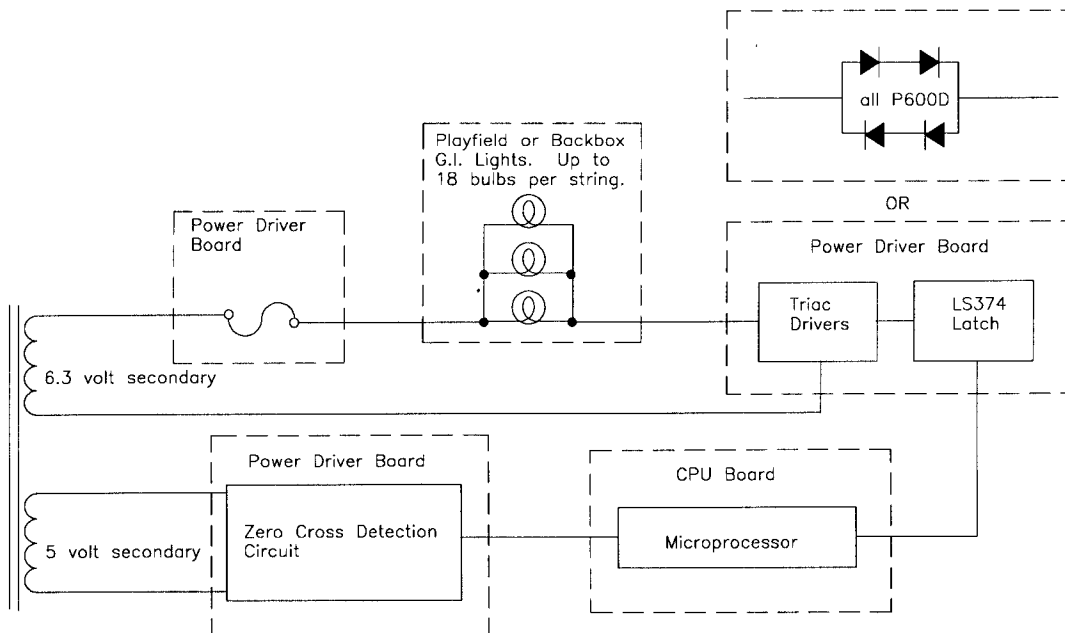 OR
all P600D
Playfield or Backbox
G.I. Lights. Up to
18 bulbs per string.
OR
Power Driver
Board
Power Driver Board
Triac
Drivers
LS374
Latch
6.3 volt secondary
Power Driver Board
CPU Board
Zero Cross Detection
Circuit
5 volt secondary
Microprocessor